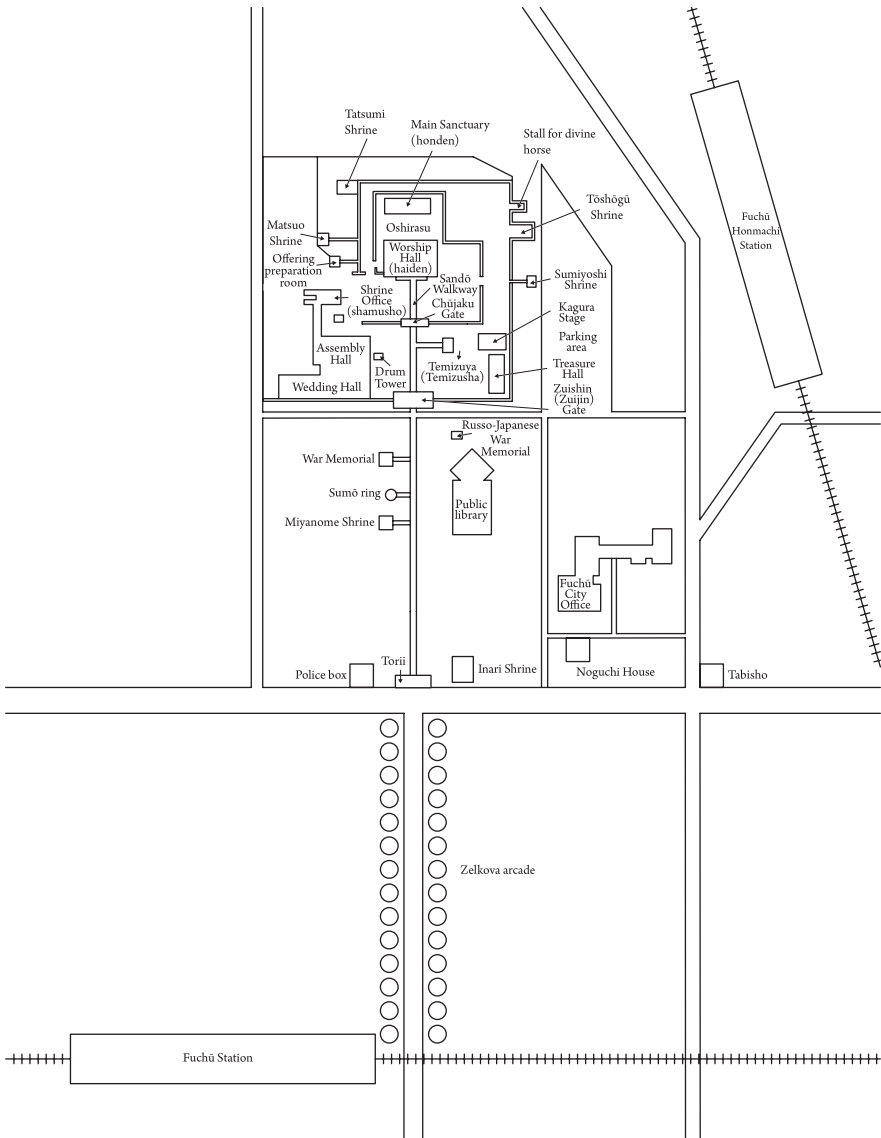 Tatsumi
Shrine
Main Sanctuary
(honden)
Stall for divine
horse
Tōshōgū
Shrine
Fuchū
Honmachi
Station
Matsuo
Shrine
Oshirasu
Worship
Hall
(haiden)
Offering
preparation
room
Sandō
Walkway
Sumiyoshi
Shrine
Shrine
Office
(shamusho)
Chūjaku
Gate
Kagura
Stage
Parking
area
Assembly
Hall
Drum
Tower
Temizuya
(Temizusha)
Treasure
Hall
Wedding Hall
Zuishin
(Zuijin)
Gate
Russo-Japanese
War
Memorial
War Memorial
Sumō ring
Public
library
Miyanome Shrine
Fuchū
City
Office
Police box
Torii
Inari Shrine
Noguchi House
Tabisho
Zelkova arcade
Fuchū Station